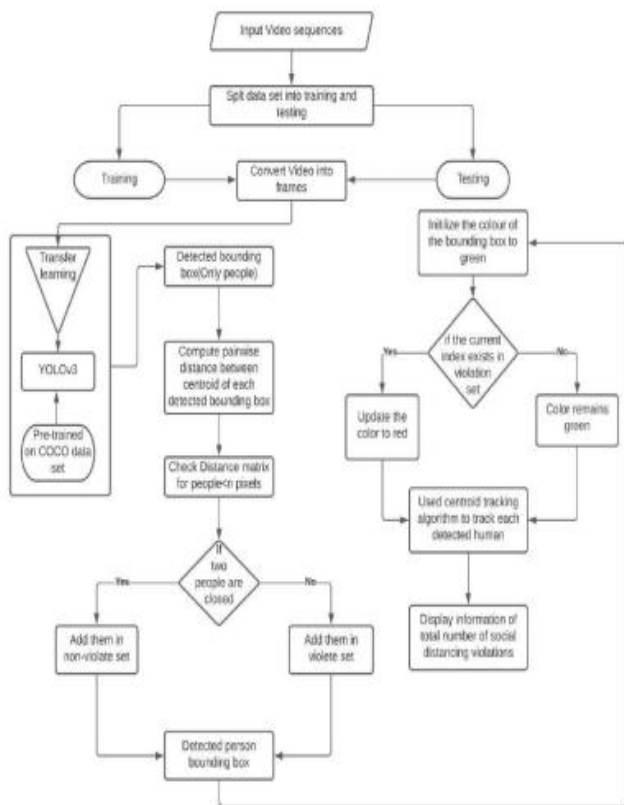 Input Video sequences
Splt data set into training and
testing
Training
Convert Video into
frames
Testing
Transfer
learning
YOLOv3
Pre-trained
on COCO data
set
Detected bounding
box(Only people)
Compute pairwise
distance between
centroid of each
detected bounding box
Check Distance matrix
for people<n pixels
If
two
people are
closed
Yes
No
Add them in
non-violate set
Add them in
violete set
Detected person
bounding box
Initilize the colour of
the bounding box to
green
if the current
index exists in
violation
set
Yes
No
Update the
color to red
Color remains
green
Used centroid tracking
algorithm to track each
detected human
Display information of
total number of social
distancing violations